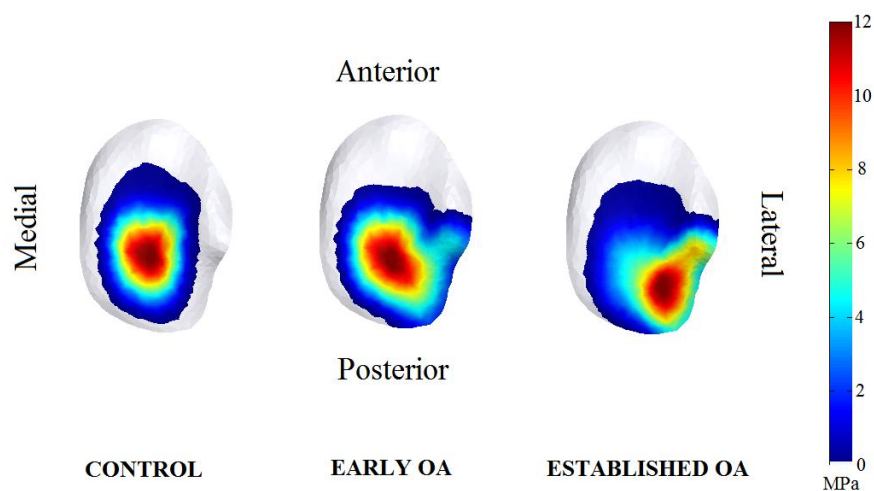 Anterior
Medial
Lateral
Posterior
CONTROL
EARLY OA
ESTABLISHED OA
12
10
8
6
4
2
0
MPa